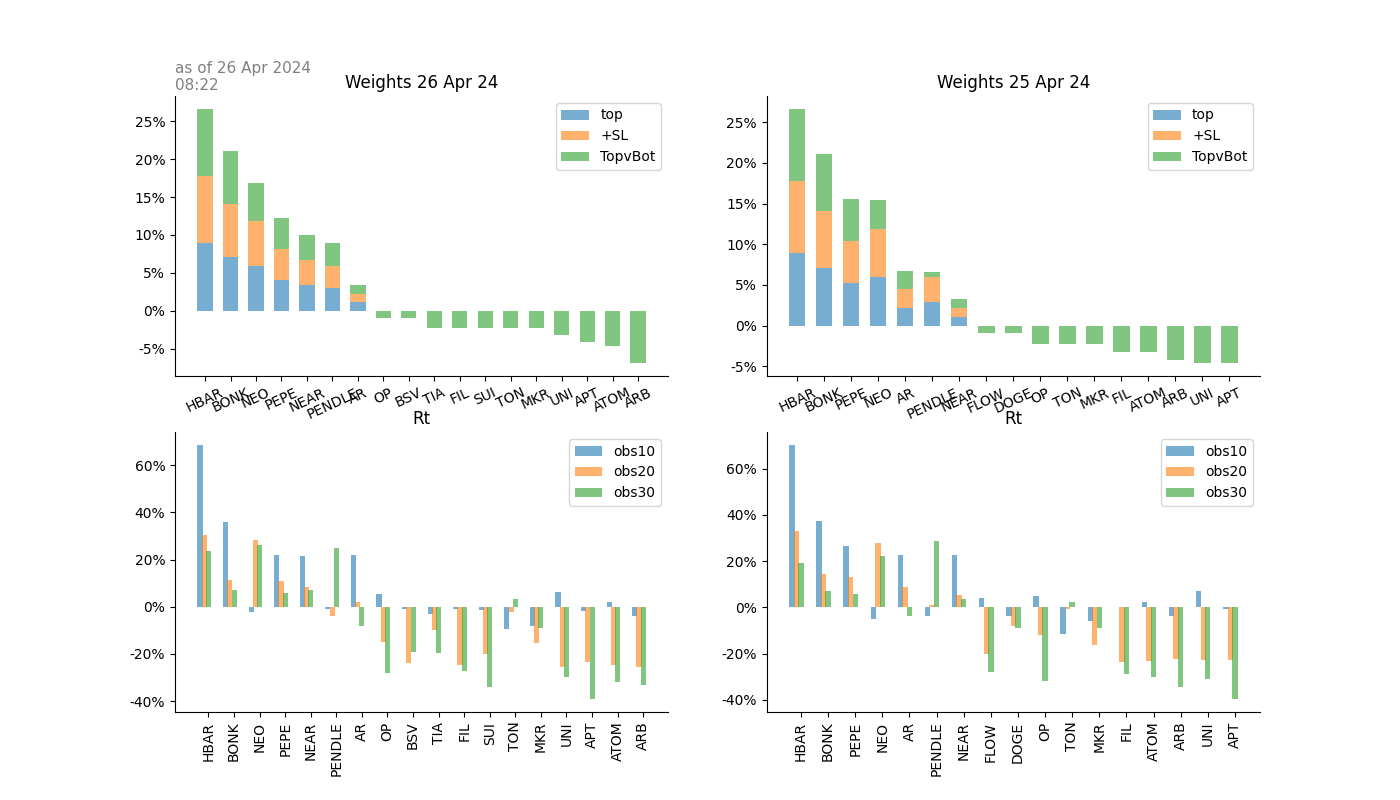 as of 26 Apr 2024
08:22
Weights 26 Apr 24
25%
20%
15%
10%
5%
0%
-5%
top
+SL
TopvBot
HBAR BONK NEO PEPE NEAR PENDLE AR OP BSV TIA FIL SUI TON MKR UNI APT ATOM ARB
Weights 25 Apr 24
25%
20%
15%
10%
5%
0%
-5%
top
+SL
TopvBot
HBAR BONK PEPE NEO AR PENDLE NEAR FLOW DOGE OP TON MKR FIL ATOM ARB UNI APT
Rt
60%
40%
20%
0%
-20%
-40%
obs10
obs20
obs30
HBAR BONK NEO PEPE NEAR PENDLE AR OP BSV TIA FIL SUI TON MKR UNI APT ATOM ARB
Rt
60%
40%
20%
0%
-20%
-40%
obs10
obs20
obs30
HBAR BONK PEPE NEO AR PENDLE NEAR FLOW DOGE OP TON MKR FIL ATOM ARB UNI APT